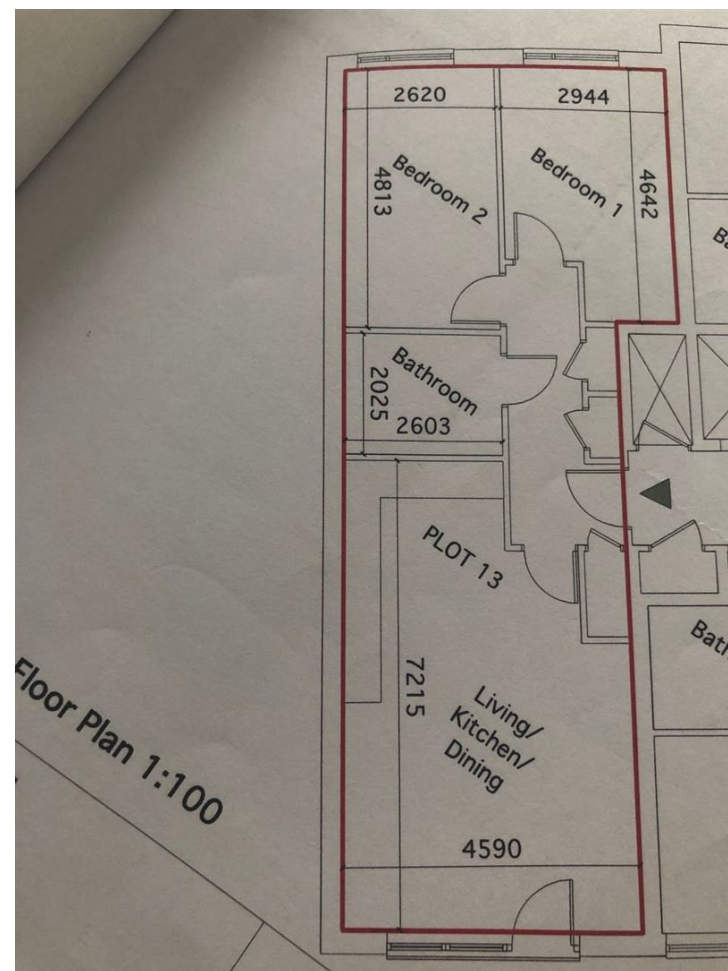 2620
2944
Bedroom 2
4813
Bedroom 1
4642
Bathroom
2025
2603
PLOT 13
7215
Living/
Kitchen/
Dining
4590
Floor Plan 1:100